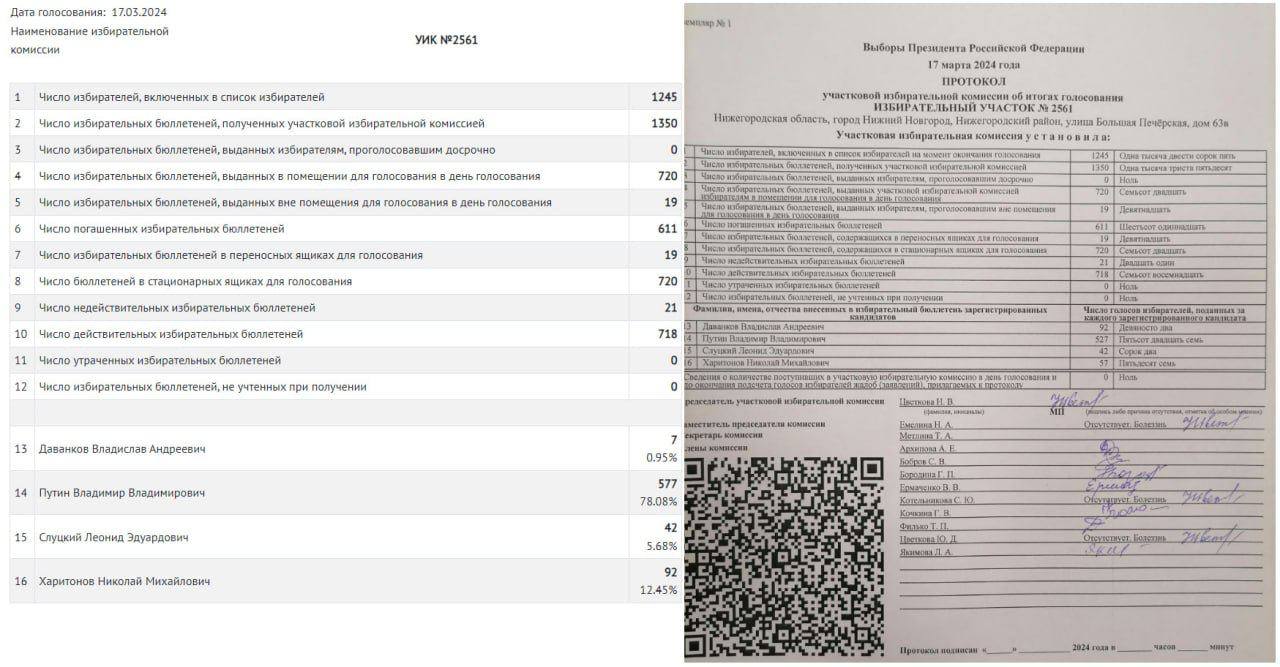 Дата голосования: 17.03.2024
Наименование избирательной
комиссии
УИК №2561
1 Число избирателей, включенных в список избирателей 1245
2 Число избирательных бюллетеней, полученных участковой избирательной комиссией 1350
3 Число избирательных бюллетеней, выданных избирателям, проголосовавшим досрочно 0
4 Число избирательных бюллетеней, выданных в помещении для голосования в день голосования 720
5 Число избирательных бюллетеней, выданных вне помещения для голосования в день голосования 19
6 Число погашенных избирательных бюллетеней 611
7 Число избирательных бюллетеней в переносных ящиках для голосования 19
8 Число бюллетеней в стационарных ящиках для голосования 720
9 Число недействительных избирательных бюллетеней 21
10 Число действительных избирательных бюллетеней 718
11 Число утраченных избирательных бюллетеней 0
12 Число избирательных бюллетеней, не учтенных при получении 0
13 Даванков Владислав Андреевич 7
0.95%
14 Путин Владимир Владимирович 577
78.08%
15 Слуцкий Леонид Эдуардович 42
5.68%
16 Харитонов Николай Михайлович 92
12.45%
емпляр № 1
Выборы Президента Российской Федерации
17 марта 2024 года
ПРОТОКОЛ
участковой избирательной комиссии об итогах голосования
ИЗБИРАТЕЛЬНЫЙ УЧАСТОК № 2561
Нижегородская область, город Нижний Новгород, Нижегородский район, улица Большая Печёрская, дом 63в
Участковая избирательная комиссия у с т а н о в и л а:
Число избирателей, включенных в список избирателей на момент окончания голосования 1245 Одна тысяча двести сорок пять
Число избирательных бюллетеней, полученных участковой избирательной комиссией 1350 Одна тысяча триста пятьдесят
Число избирательных бюллетеней, выданных избирателям, проголосовавшим досрочно 0 Ноль
Число избирательных бюллетеней, выданных участковой избирательной комиссией
избирателям в помещении для голосования в день голосования 720 Семьсот двадцать
Число избирательных бюллетеней, выданных избирателям, проголосовавшим вне помещения
для голосования в день голосования 19 Девятнадцать
Число погашенных избирательных бюллетеней 611 Шестьсот одиннадцать
Число избирательных бюллетеней, содержащихся в переносных ящиках для голосования 19 Девятнадцать
Число избирательных бюллетеней, содержащихся в стационарных ящиках для голосования 720 Семьсот двадцать
Число недействительных избирательных бюллетеней 21 Двадцать один
0 Число действительных избирательных бюллетеней 718 Семьсот восемнадцать
1 Число утраченных избирательных бюллетеней 0 Ноль
2 Число избирательных бюллетеней, не учтенных при получении 0 Ноль
Фамилии, имена, отчества внесенных в избирательный бюллетень зарегистрированных
кандидатов
Число голосов избирателей, поданных за
каждого зарегистрированного кандидата
3 Даванков Владислав Андреевич 92 Девяносто два
4 Путин Владимир Владимирович 527 Пятьсот двадцать семь
5 Слуцкий Леонид Эдуардович 42 Сорок два
6 Харитонов Николай Михайлович 57 Пятьдесят семь
Сведения о количестве поступивших в участковую избирательную комиссию в день голосования и
до окончания подсчета голосов избирателей жалоб (заявлений), прилагаемых к протоколу 0 Ноль
редседатель участковой избирательной комиссии Цветкова Н. В.
(фамилия, инициалы) МП (подпись либо причина отсутствия, отметка об особом мнении)
аместитель председателя комиссии Емелина Н. А. Отсутствует. Болезнь
екретарь комиссии Метлина Т. А.
лены комиссии Архипова А. Е.
Бобров С. В.
Бородина Г. П.
Ермаченко В. В.
Котельникова С. Ю. Отсутствует. Болезнь
Кочкина Г. В.
Филько Т. П.
Цветкова Ю. Д. Отсутствует. Болезнь
Якимова Л. А.
Протокол подписан «___» ________ 2024 года в ______ часов ______ минут